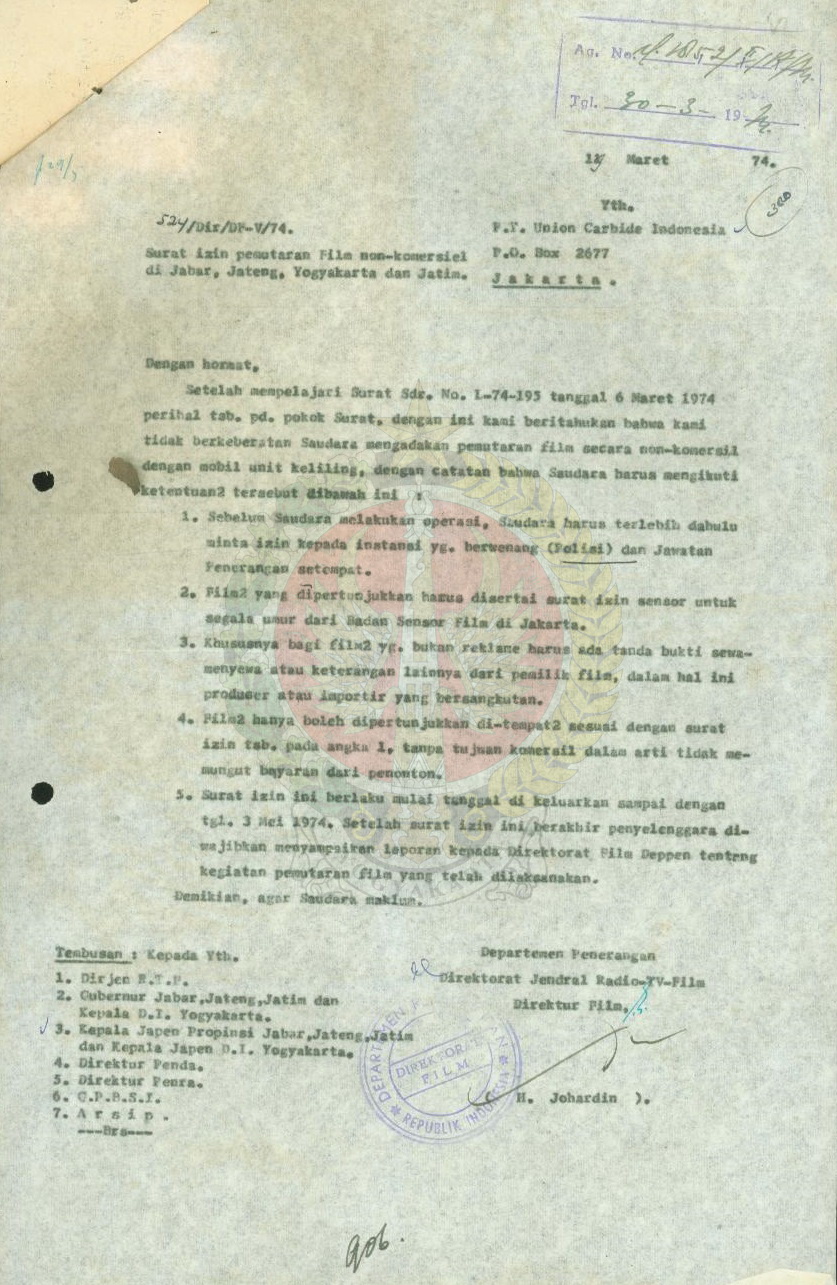 Ag. No.
Tgl. 30-3- 19
Maret 74.
Yth.
524/Dir/DF-V/74.
P.T. Union Carbide Indonesia
Surat izin pemutaran Film non-komersiel
P.O. Box 2677
di Jabar, Jateng, Yogyakarta dan Jatim.
J a k a r t a .
Dengan hormat,
Setelah mempelajari Surat Sdr. No. L-74-195 tanggal 6 Maret 1974
perihal tsb. pd. pokok Surat, dengan ini kami beritahukan bahwa kami
tidak berkeberatan Saudara mengadakan pemutaran film secara non-komersil
dengan mobil unit keliling, dengan catatan bahwa Saudara harus mengikuti
ketentuan2 tersebut dibawah ini :
1. Sebelum Saudara melakukan operasi, Saudara harus terlebih dahulu
minta izin kepada instansi yg. berwenang (Polisi) dan Jawatan
Penerangan setempat.
2. Film2 yang dipertunjukkan harus disertai surat izin sensor untuk
segala umur dari Badan Sensor Film di Jakarta.
3. Khususnya bagi film2 yg. bukan reklame harus ada tanda bukti sewa-
menyewa atau keterangan lainnya dari pemilik film, dalam hal ini
producer atau importir yang bersangkutan.
4. Film2 hanya boleh dipertunjukkan di-tempat2 sesuai dengan surat
izin tsb. pada angka 1, tanpa tujuan komersil dalam arti tidak me-
mungut bayaran dari penonton.
5. Surat izin ini berlaku mulai tanggal di keluarkan sampai dengan
tgl. 3 Mei 1974. Setelah surat izin ini berakhir penyelenggara di-
wajibkan menyampaikan laporan kepada Direktorat Film Deppen tenteng
kegiatan pemutaran film yang telah dilaksanakan.
Demikian, agar Saudara maklum.
Tembusan : Kepada Yth.
1. Dirjen R.T.F.
2. Gubernur Jabar,Jateng,Jatim dan
Kepala D.I. Yogyakarta.
3. Kepala Japen Propinsi Jabar,Jateng,Jatim
dan Kepala Japen D.I. Yogyakarta.
4. Direktur Penda.
5. Direktur Penra.
6. G.P.B.S.I.
7. A r s i p .
---Brs---
Departemen Penerangan
Direktorat Jendral Radio-TV-Film
Direktur Film,
( H. Johardin ).
DIREKTORAT
FILM
REPUBLIK INDONESIA